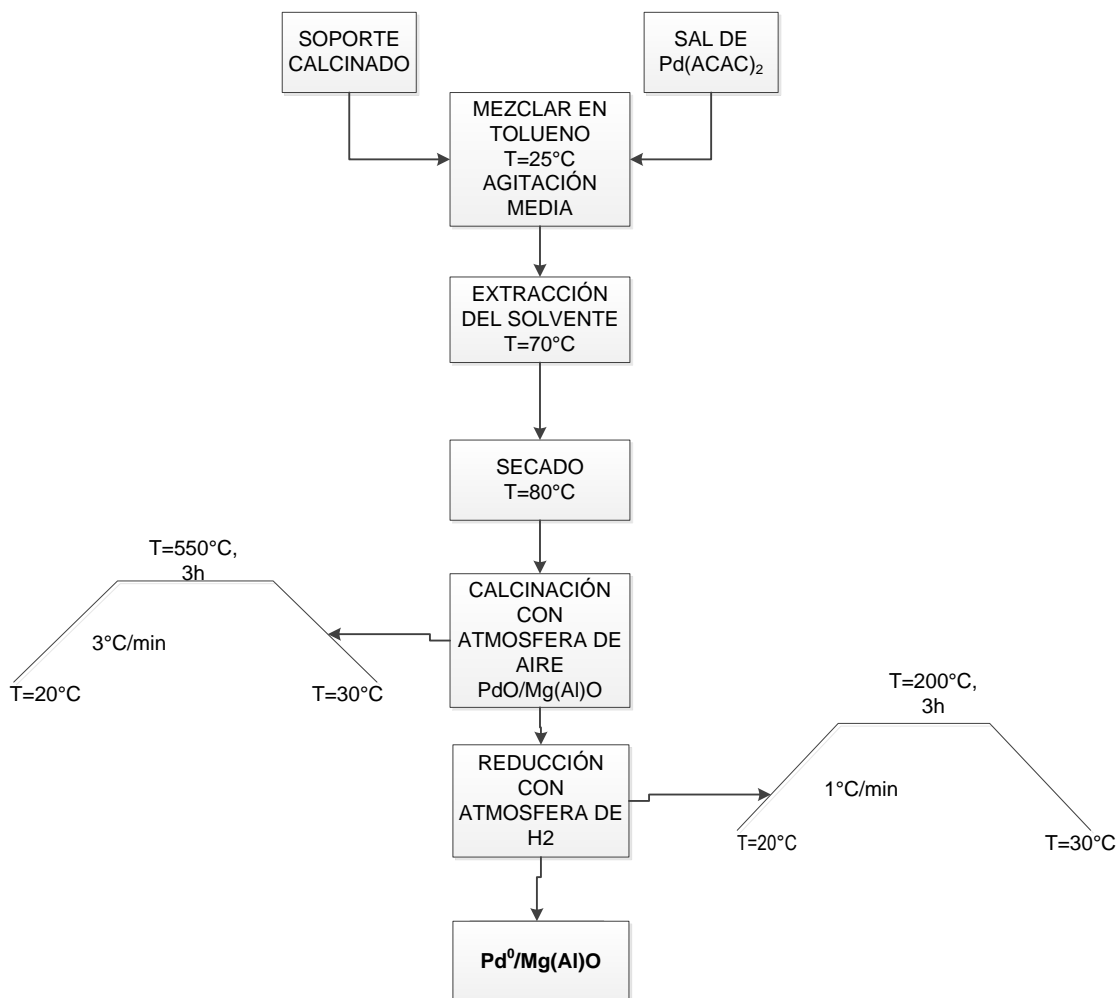 SOPORTE
CALCINADO
SAL DE
Pd(ACAC)₂
MEZCLAR EN
TOLUENO
T=25°C
AGITACIÓN
MEDIA
EXTRACCIÓN
DEL SOLVENTE
T=70°C
SECADO
T=80°C
T=550°C,
3h
3°C/min
T=20°C
T=30°C
CALCINACIÓN
CON
ATMOSFERA DE
AIRE
PdO/Mg(Al)O
T=200°C,
3h
1°C/min
T=20°C
T=30°C
REDUCCIÓN
CON
ATMOSFERA DE
H2
Pd⁰/Mg(Al)O